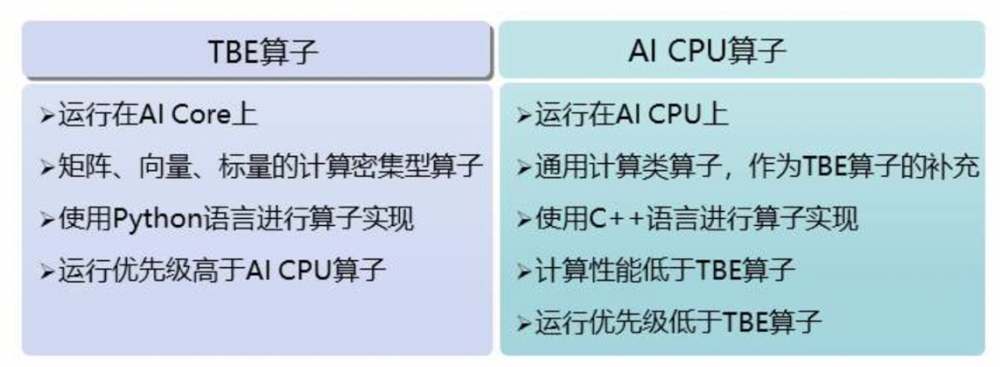 TBE算子
➢运行在AI Core上
➢矩阵、向量、标量的计算密集型算子
➢使用Python语言进行算子实现
➢运行优先级高于AI CPU算子
AI CPU算子
➢运行在AI CPU上
➢通用计算类算子，作为TBE算子的补充
➢使用C++语言进行算子实现
➢计算性能低于TBE算子
➢运行优先级低于TBE算子